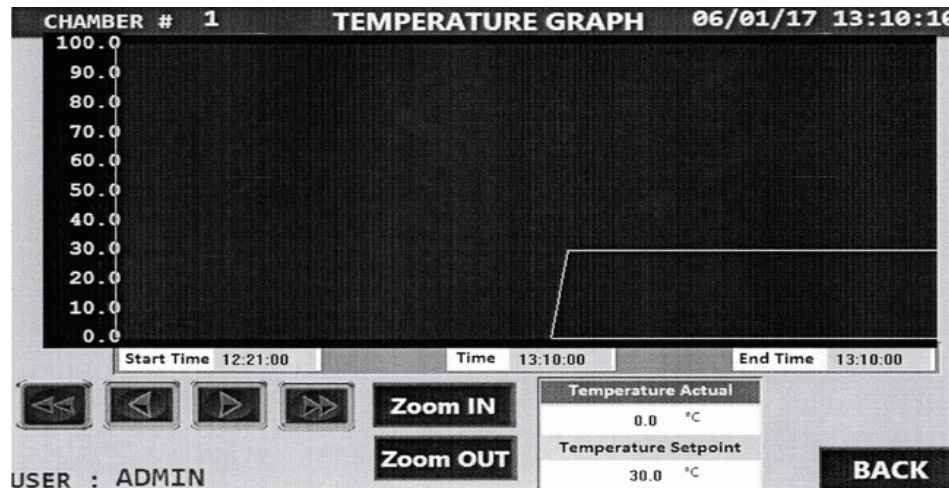 CHAMBER # 1 TEMPERATURE GRAPH 06/01/17 13:10:10
100.0
90.0
80.0
70.0
60.0
50.0
40.0
30.0
20.0
10.0
0.0
Start Time 12:21:00 Time 13:10:00 End Time 13:10:00
Zoom IN
Zoom OUT
Temperature Actual
0.0 °C
Temperature Setpoint
30.0 °C
USER : ADMIN
BACK